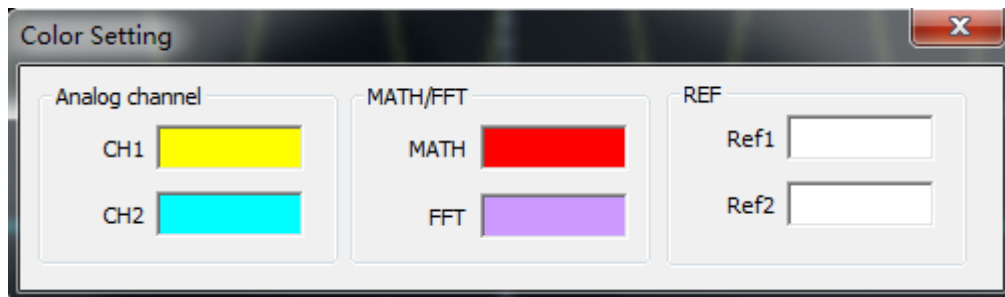 Color Setting
Analog channel
CH1
CH2
MATH/FFT
MATH
FFT
REF
Ref1
Ref2